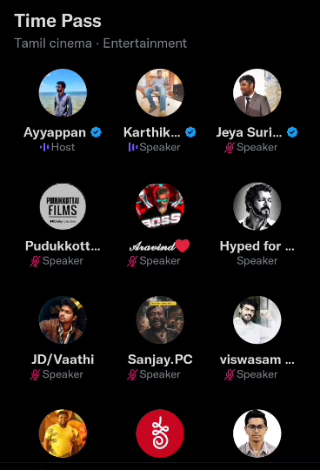 Time Pass
Tamil cinema · Entertainment
Ayyappan
Karthik...
Jeya Suri...
Host
Speaker
Speaker
PUDUKKOTTAI
FILMS
BOSS
Pudukkott...
𝓐𝓻𝓪𝓿𝓲𝓷𝓭❤️
Hyped for ...
Speaker
Speaker
Speaker
JD/Vaathi
Sanjay.PC
viswasam ...
Speaker
Speaker
Speaker